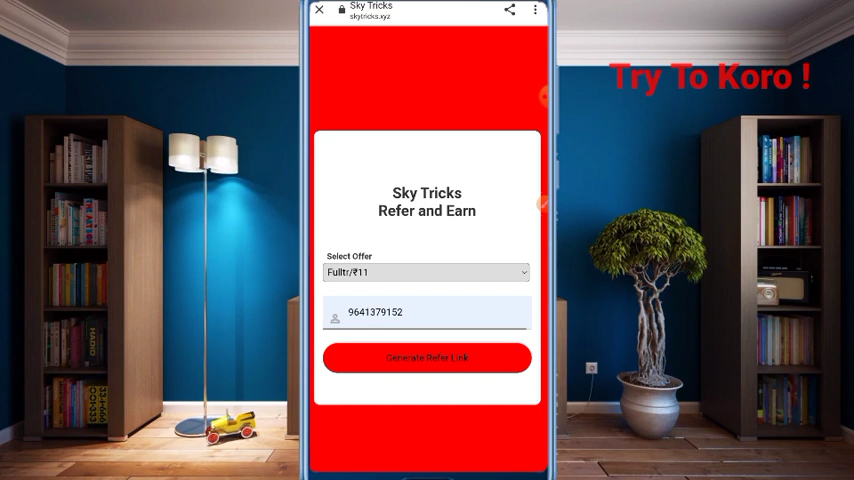 Sky Tricks
skytricks.xyz
Try To Koro !
Sky Tricks
Refer and Earn
Select Offer
Fulltr/₹11
9641379152
Generate Refer Link